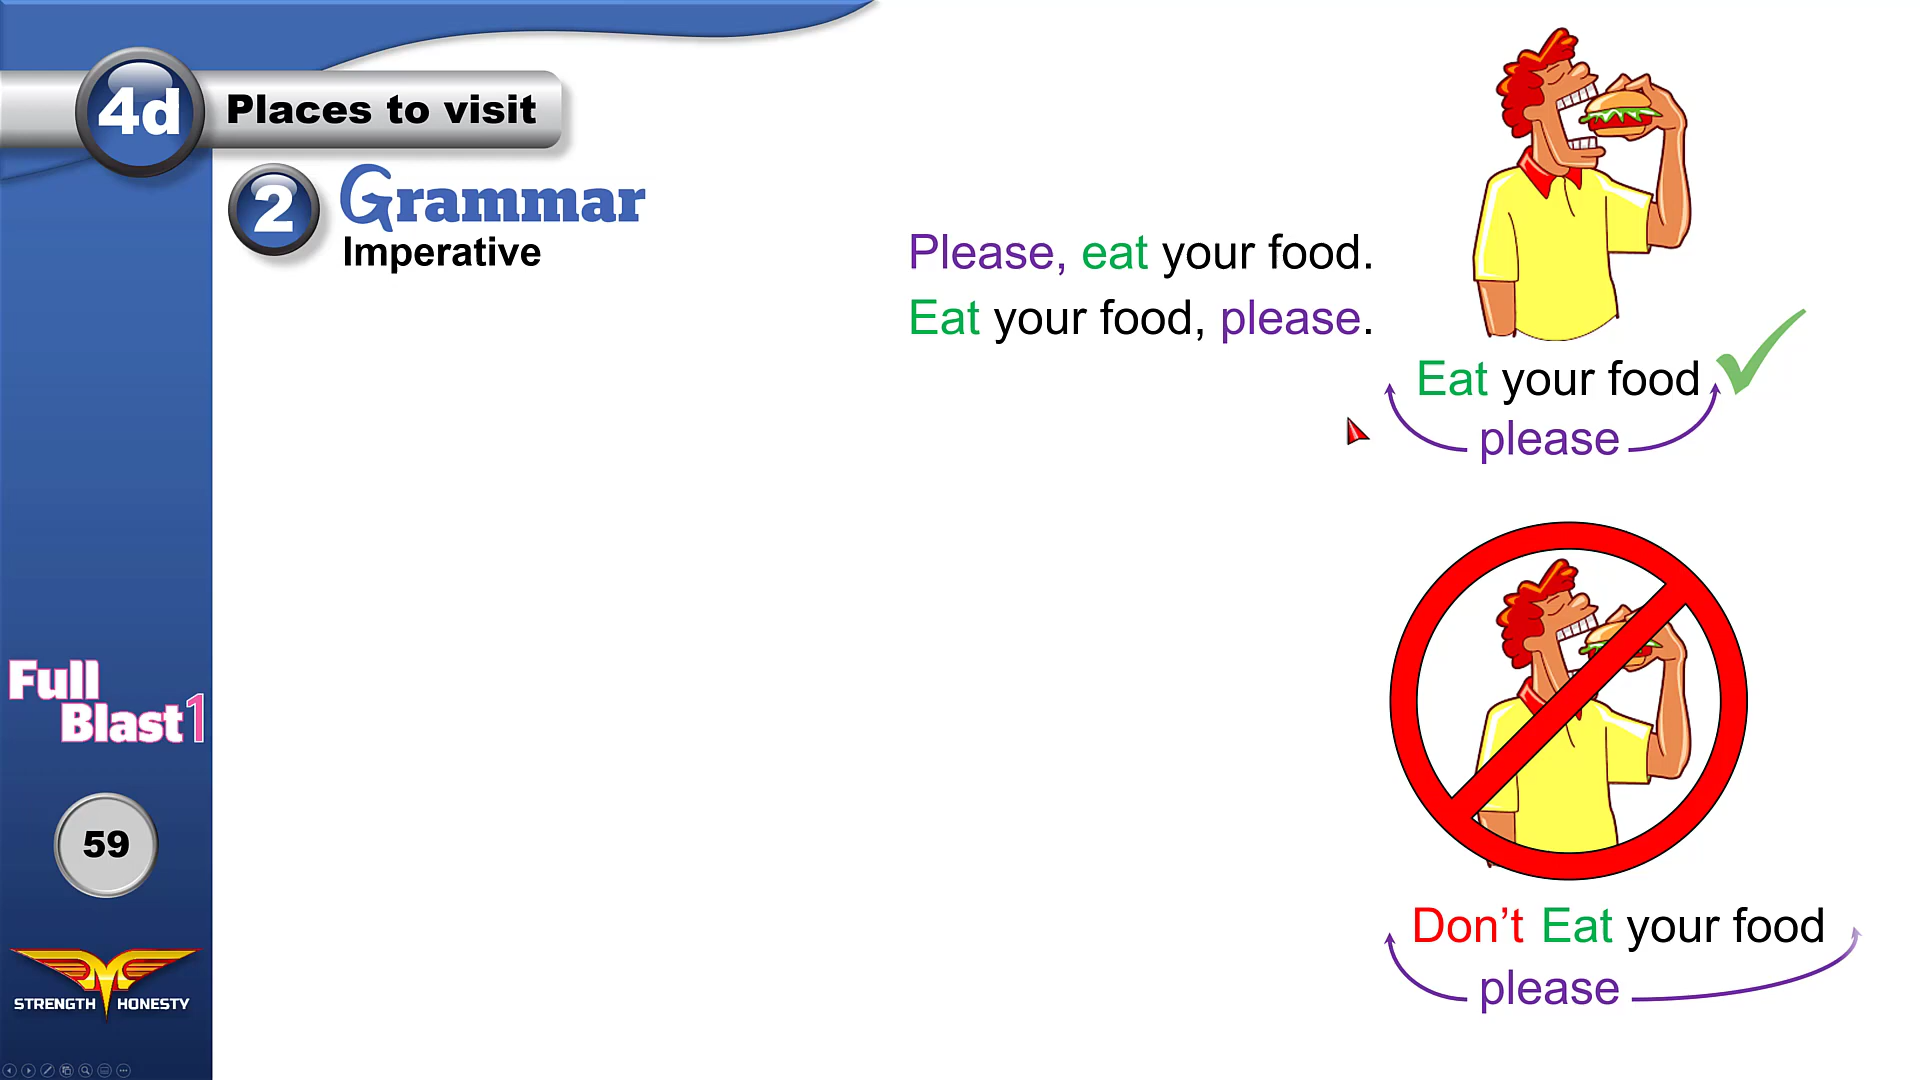 4d Places to visit
2 Grammar
Imperative
Please, eat your food.
Eat your food, please.
Eat your food
please
Don’t Eat your food
please
Full
Blast 1
59
STRENGTH HONESTY